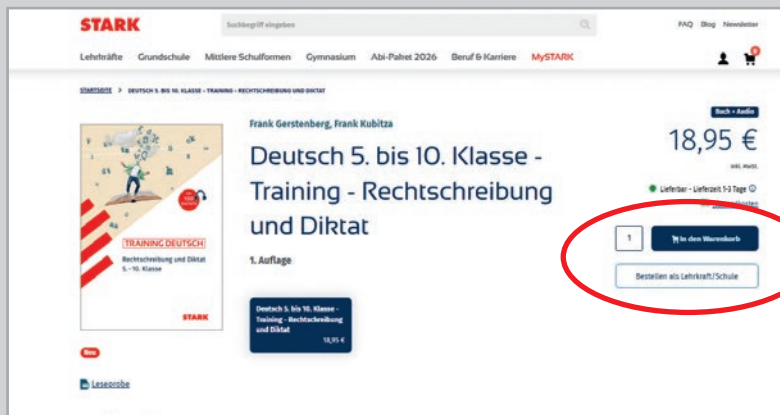 STARK
Suchbegriff eingeben
FAQ Blog Newsletter
Lehrkräfte Grundschule Mittlere Schulformen Gymnasium Abi-Paket 2026 Beruf & Karriere MySTARK
0
STARTSEITE > DEUTSCH 5. BIS 10. KLASSE - TRAINING - RECHTSCHREIBUNG UND DIKTAT
TRAINING DEUTSCH
Rechtschreibung und Diktat
5.-10. Klasse
STARK
Neu
Leseprobe
Frank Gerstenberg, Frank Kubitza
Deutsch 5. bis 10. Klasse -
Training - Rechtschreibung
und Diktat
1. Auflage
Deutsch 5. bis 10. Klasse -
Training - Rechtschreibung
und Diktat
18,95 €
Buch + Audio
18,95 €
inkl. MwSt.
Lieferbar - Lieferzeit 1-3 Tage
1
In den Warenkorb
Bestellen als Lehrkraft/Schule